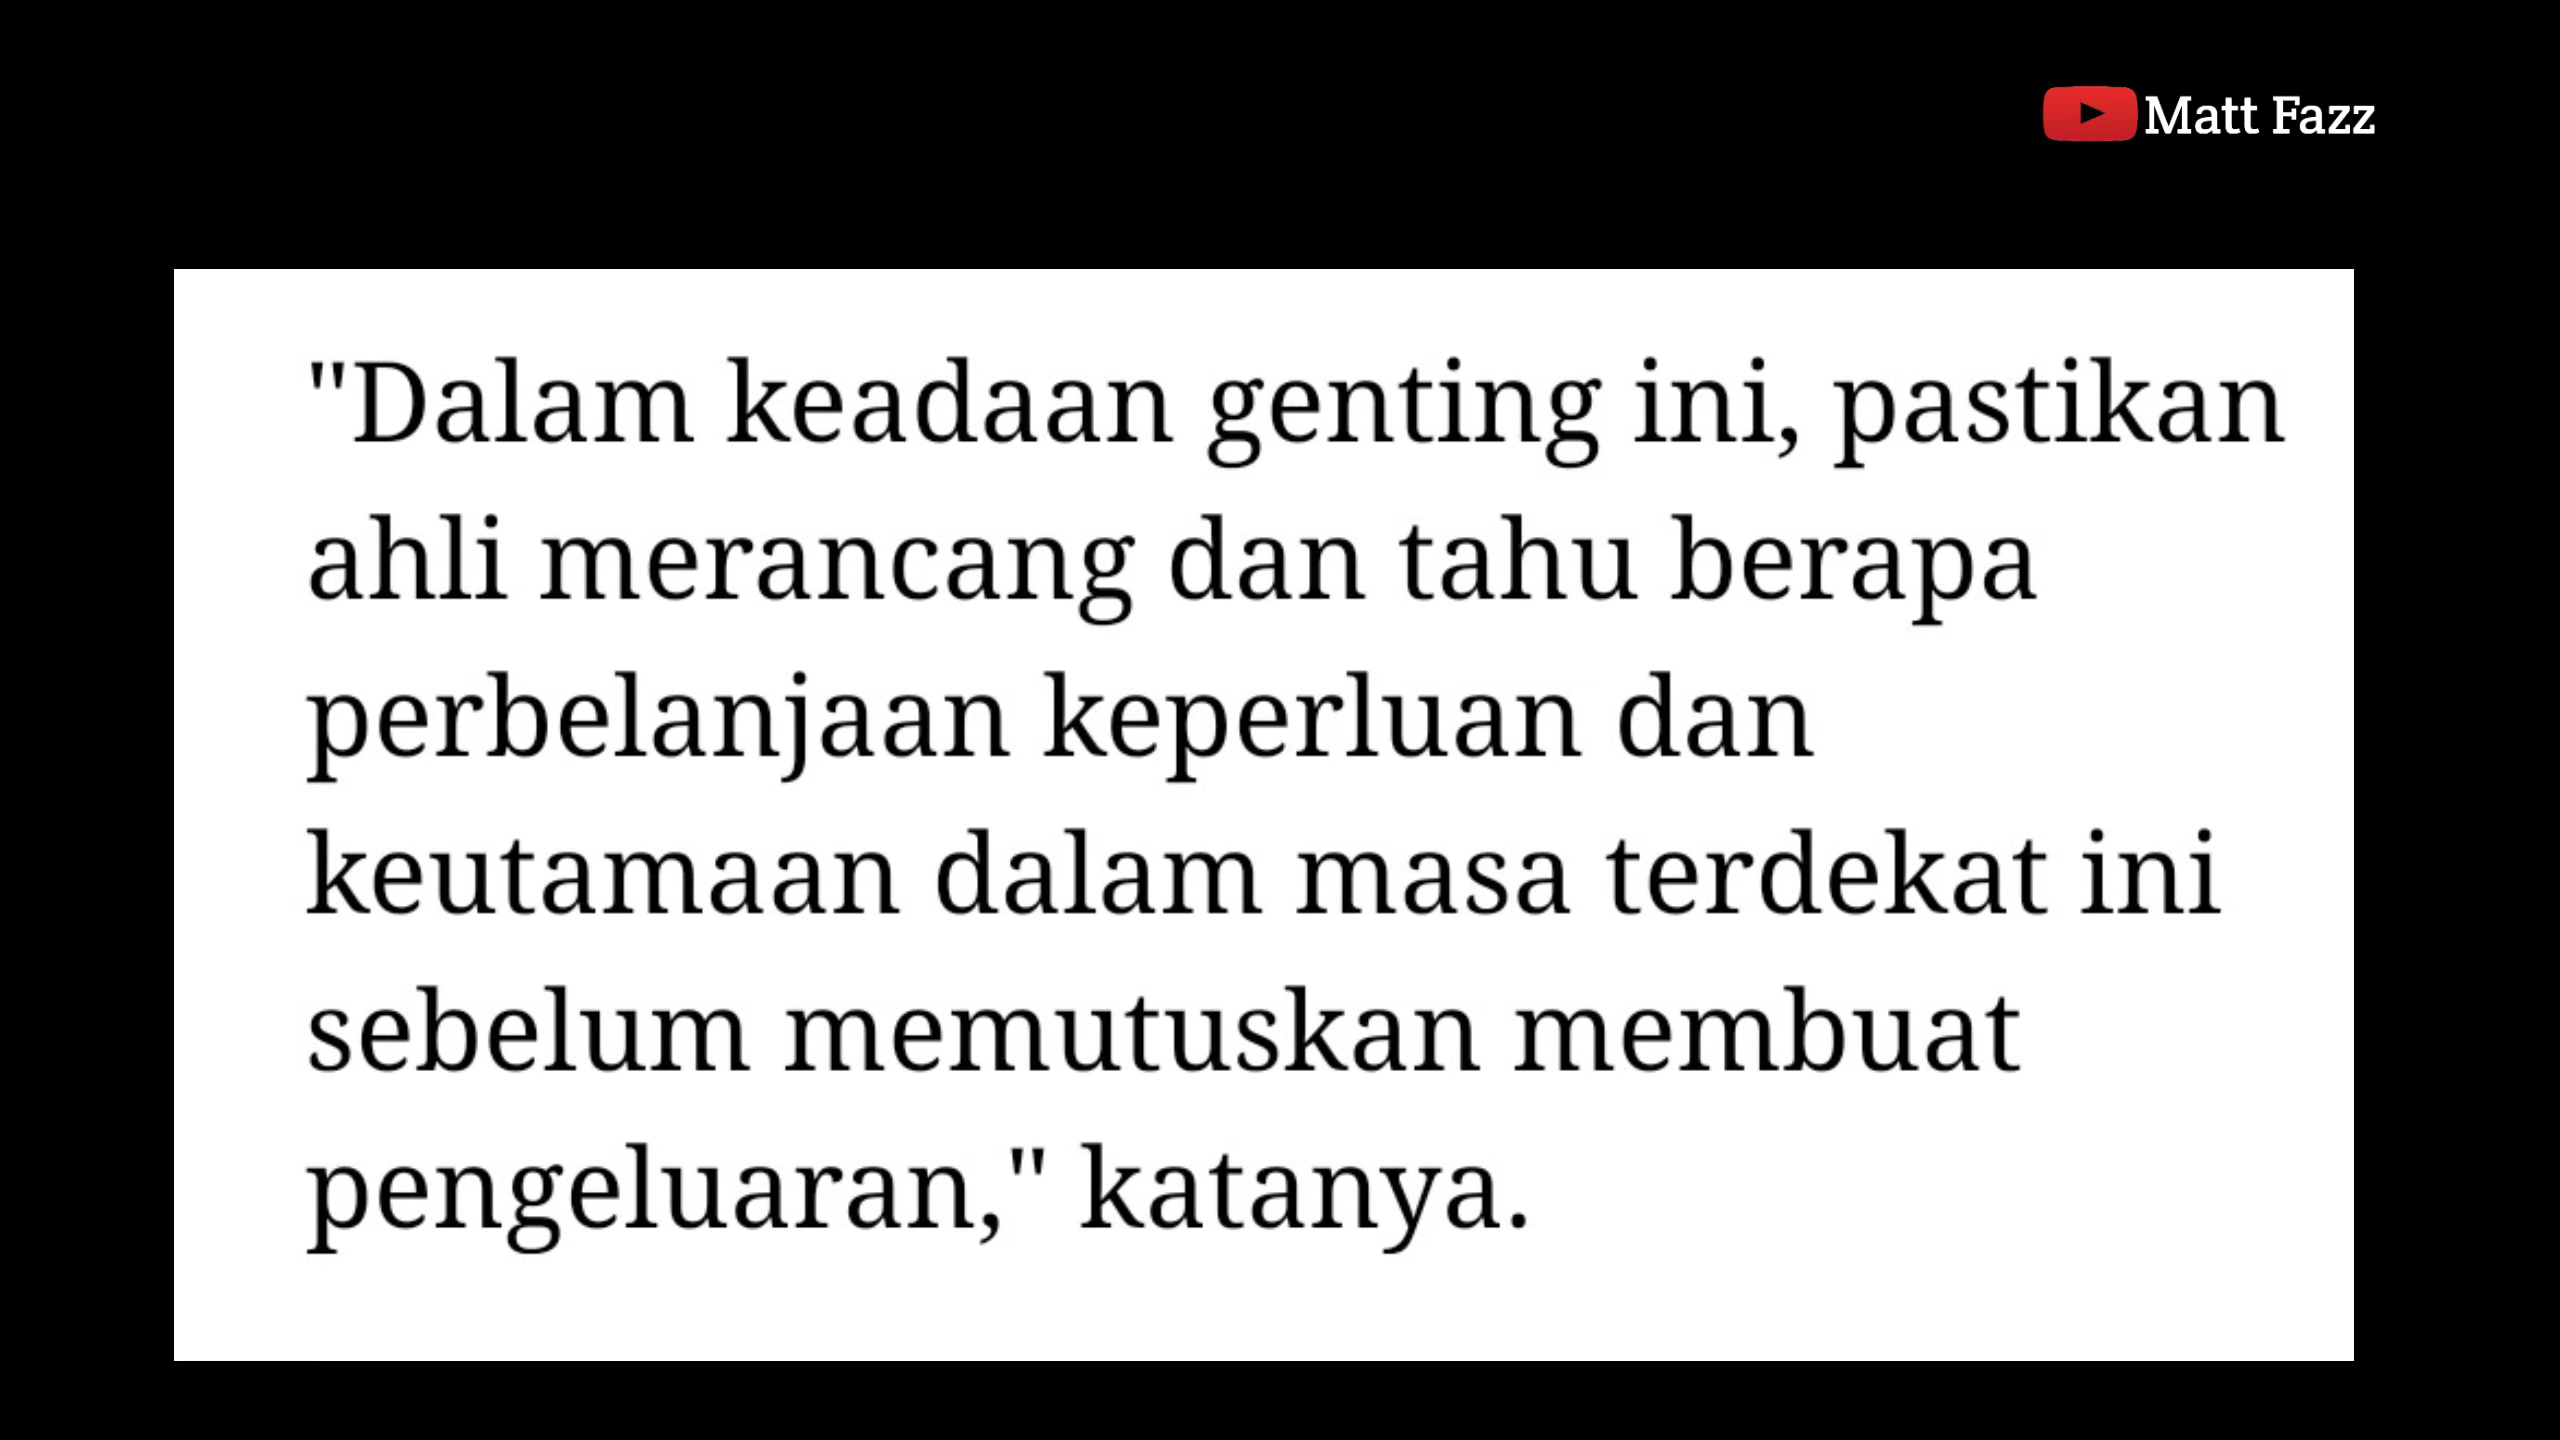 Matt Fazz
"Dalam keadaan genting ini, pastikan
ahli merancang dan tahu berapa
perbelanjaan keperluan dan
keutamaan dalam masa terdekat ini
sebelum memutuskan membuat
pengeluaran," katanya.